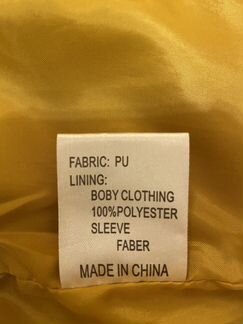 FABRIC: PU
LINING:
BOBY CLOTHING
100%POLYESTER
SLEEVE
FABER
MADE IN CHINA